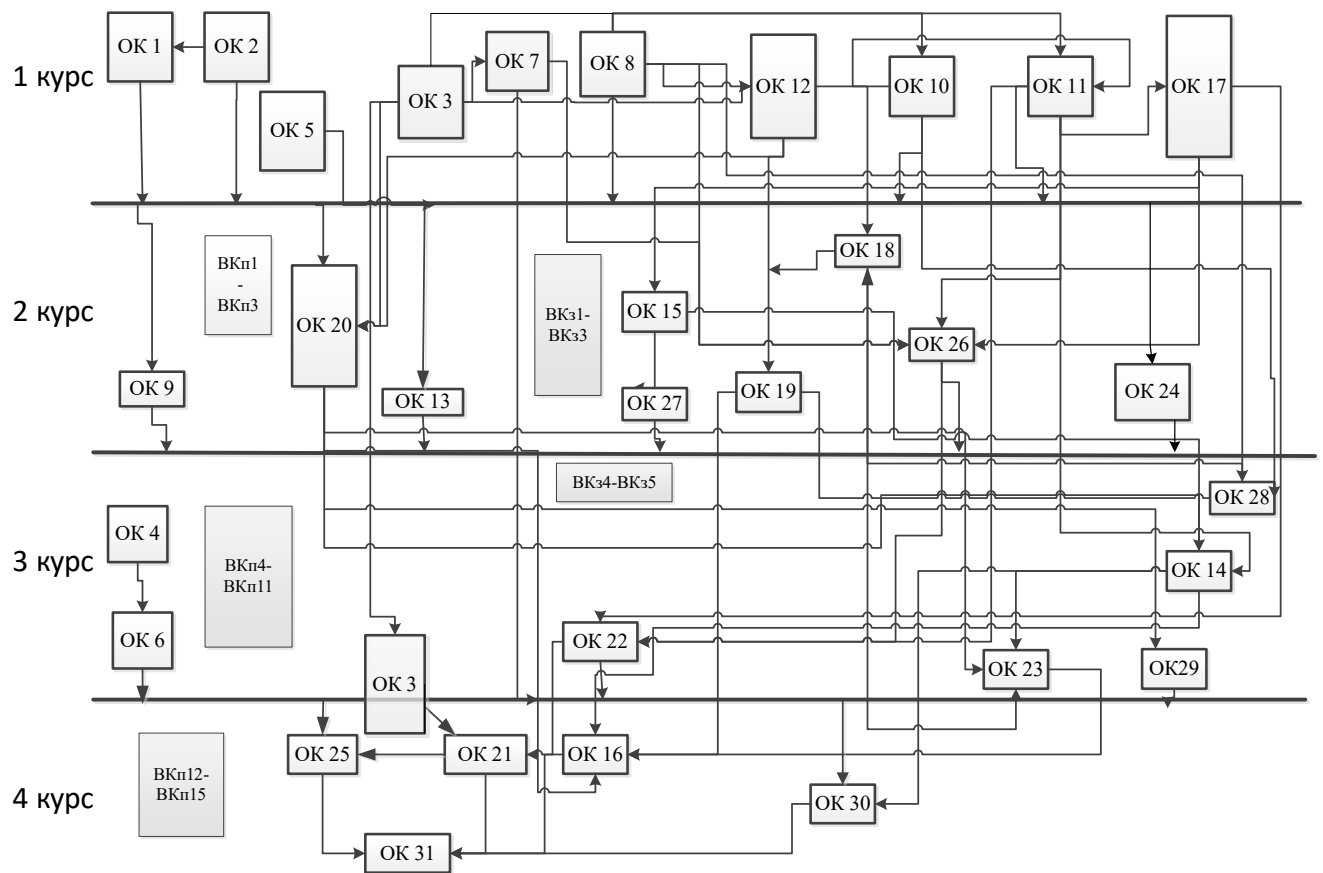 1 курс
ОК 1
ОК 2
ОК 5
ОК 3
ОК 7
ОК 8
ОК 12
ОК 10
ОК 11
ОК 17
2 курс
ВКп1
-
ВКп3
ОК 9
ОК 20
ОК 13
ВКз1-
ВКз3
ОК 15
ОК 27
ОК 18
ОК 19
ОК 26
ОК 24
3 курс
ВКз4-ВКз5
ОК 28
ОК 4
ВКп4-
ВКп11
ОК 14
ОК 6
ОК 22
ОК 3
ОК 23
ОК29
4 курс
ВКп12-
ВКп15
ОК 25
ОК 21
ОК 16
ОК 30
ОК 31